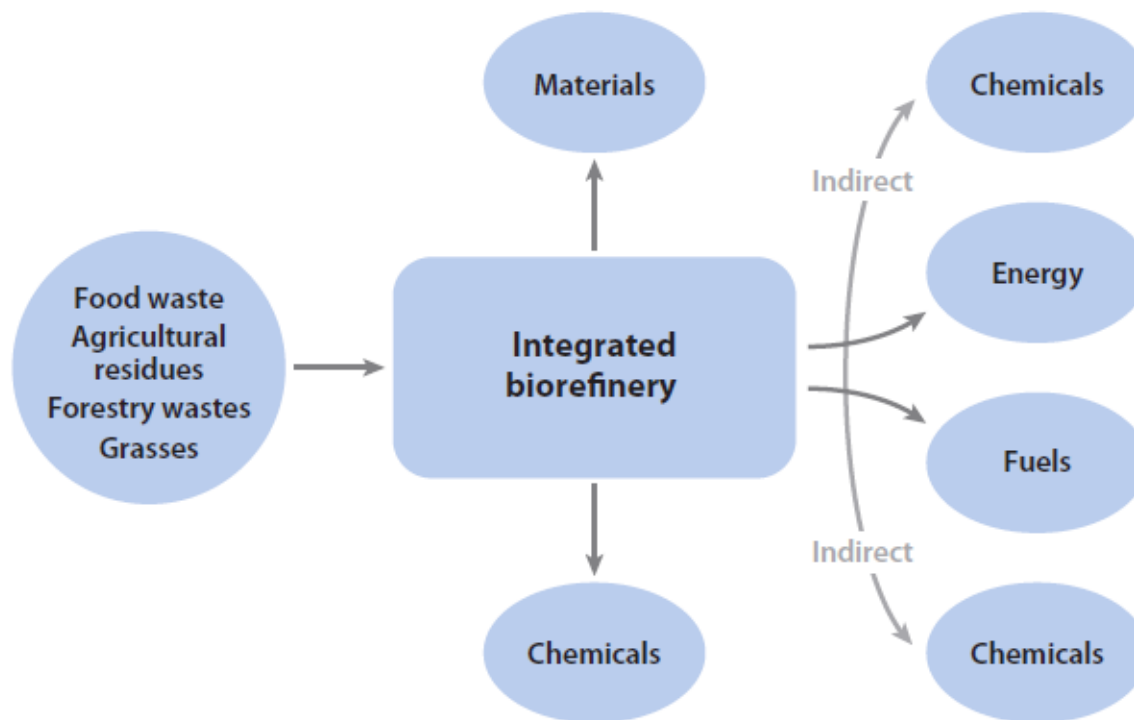 Materials
Chemicals
Indirect
Energy
Food waste
Agricultural
residues
Forestry wastes
Grasses
Integrated
biorefinery
Fuels
Indirect
Chemicals
Chemicals